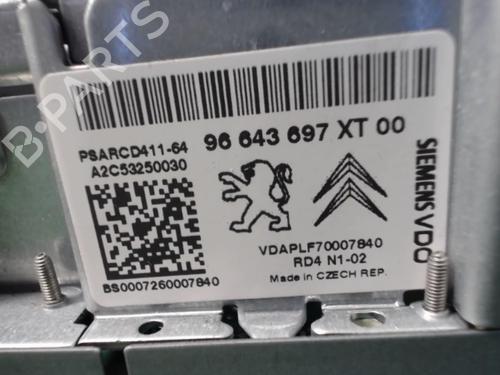 PSARCD411-64
A2C53250030
96 643 697 XT 00
SIEMENS VDO
VDAPLF70007840
RD4 N1-02
Made in CZECH REP.
BS0007260007840
B-PARTS